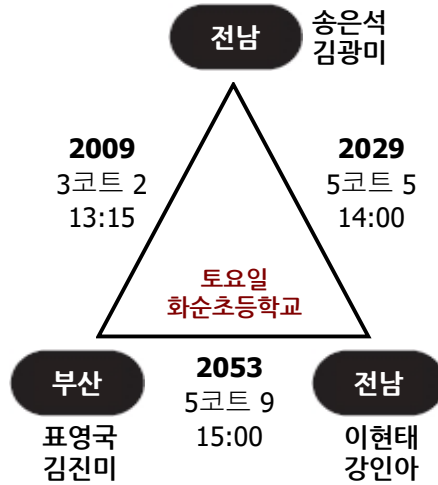 전남
송은석
김광미
2009
3코트 2
13:15
2029
5코트 5
14:00
토요일
화순초등학교
부산
표영국
김진미
2053
5코트 9
15:00
전남
이현태
강인아